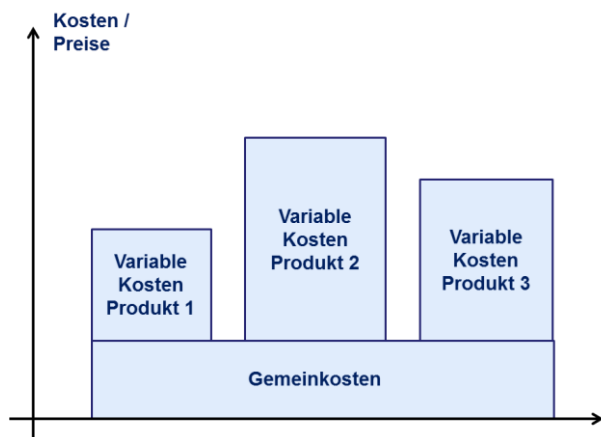 Kosten /
Preise
Variable
Kosten
Produkt 1
Variable
Kosten
Produkt 2
Variable
Kosten
Produkt 3
Gemeinkosten